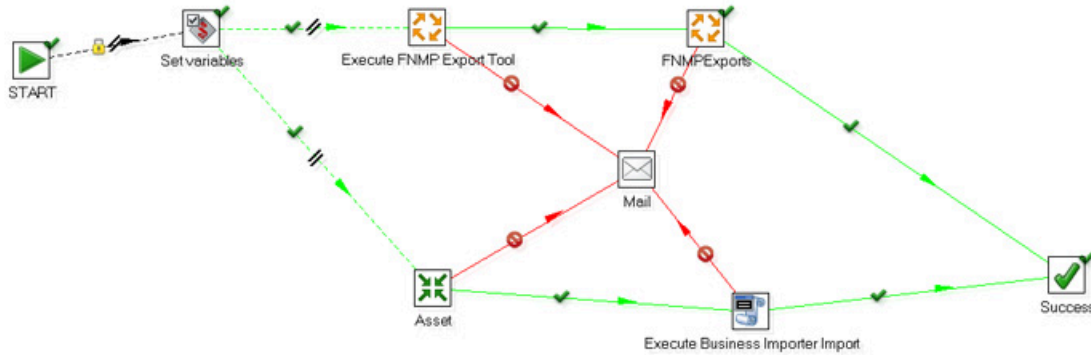 START
Set variables
Execute FNMP Export Tool
FNMPExports
Mail
Asset
Execute Business Importer Import
Success